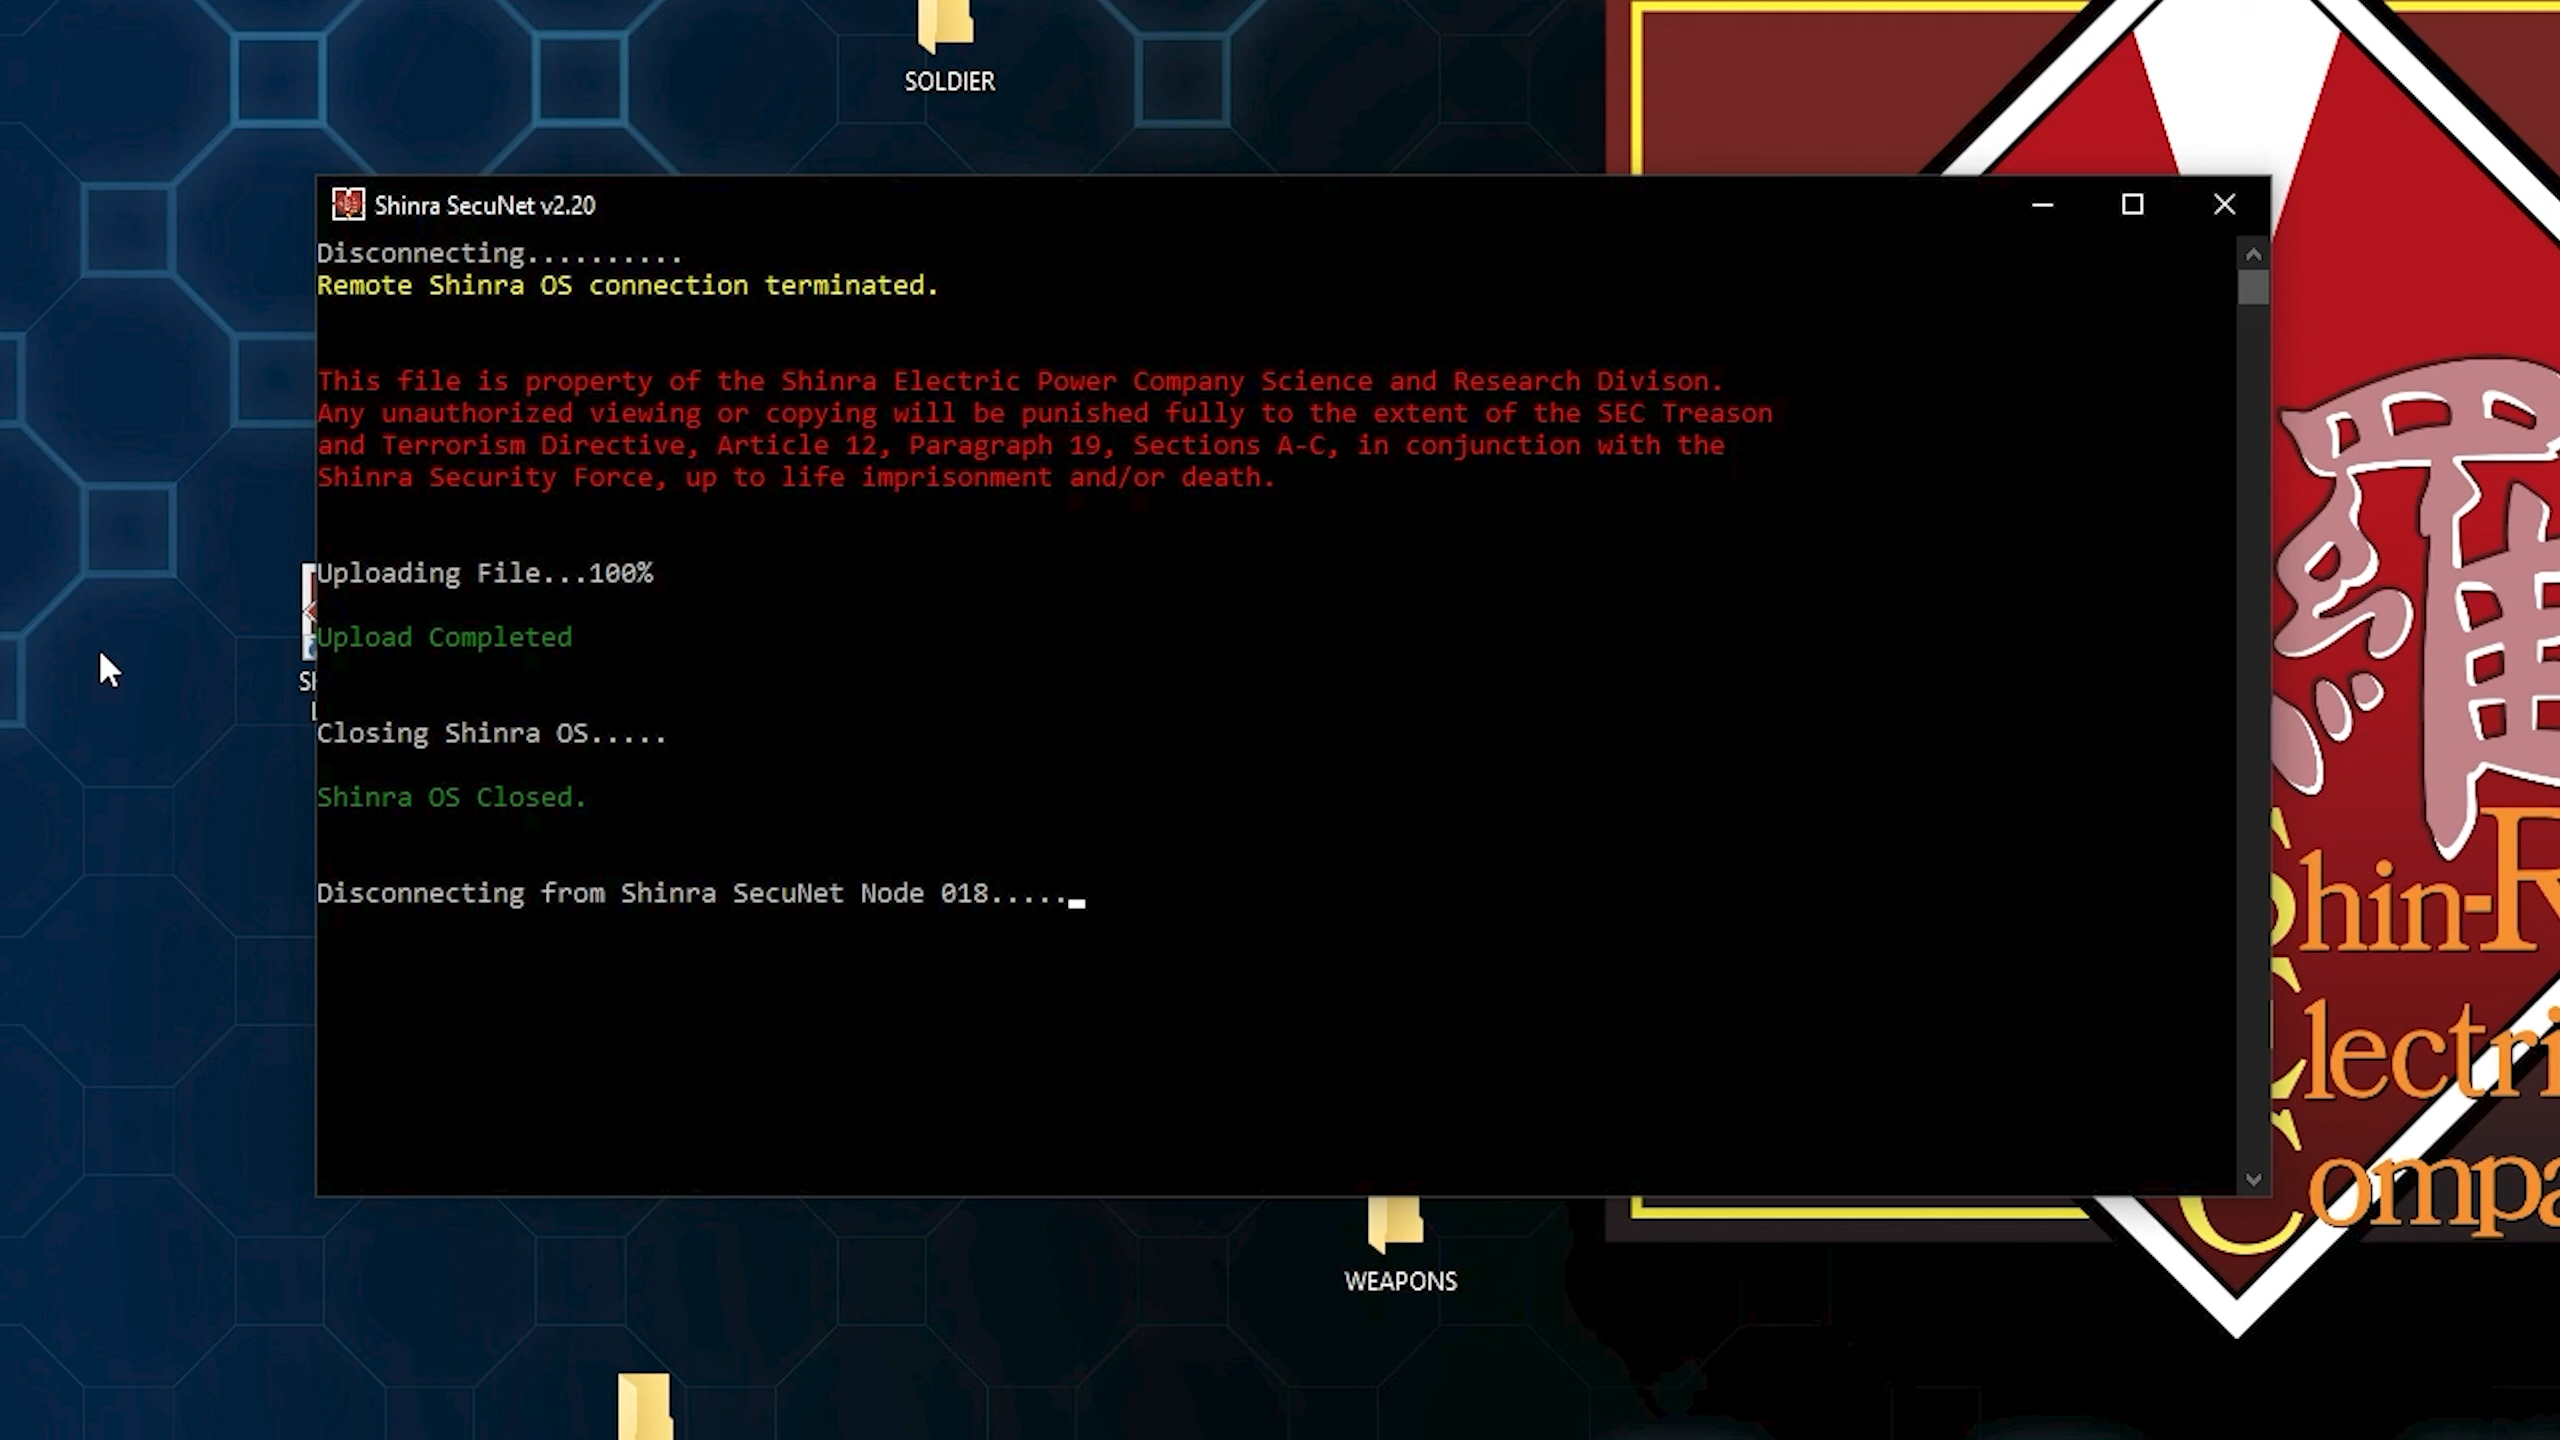 SOLDIER
Shinra SecuNet v2.20
Disconnecting..........
Remote Shinra OS connection terminated.
This file is property of the Shinra Electric Power Company Science and Research Divison.
Any unauthorized viewing or copying will be punished fully to the extent of the SEC Treason
and Terrorism Directive, Article 12, Paragraph 19, Sections A-C, in conjunction with the
Shinra Security Force, up to life imprisonment and/or death.
Uploading File...100%
Upload Completed
Closing Shinra OS.....
Shinra OS Closed.
Disconnecting from Shinra SecuNet Node 018.....
羅
Shin-R
Electri
Compa
WEAPONS